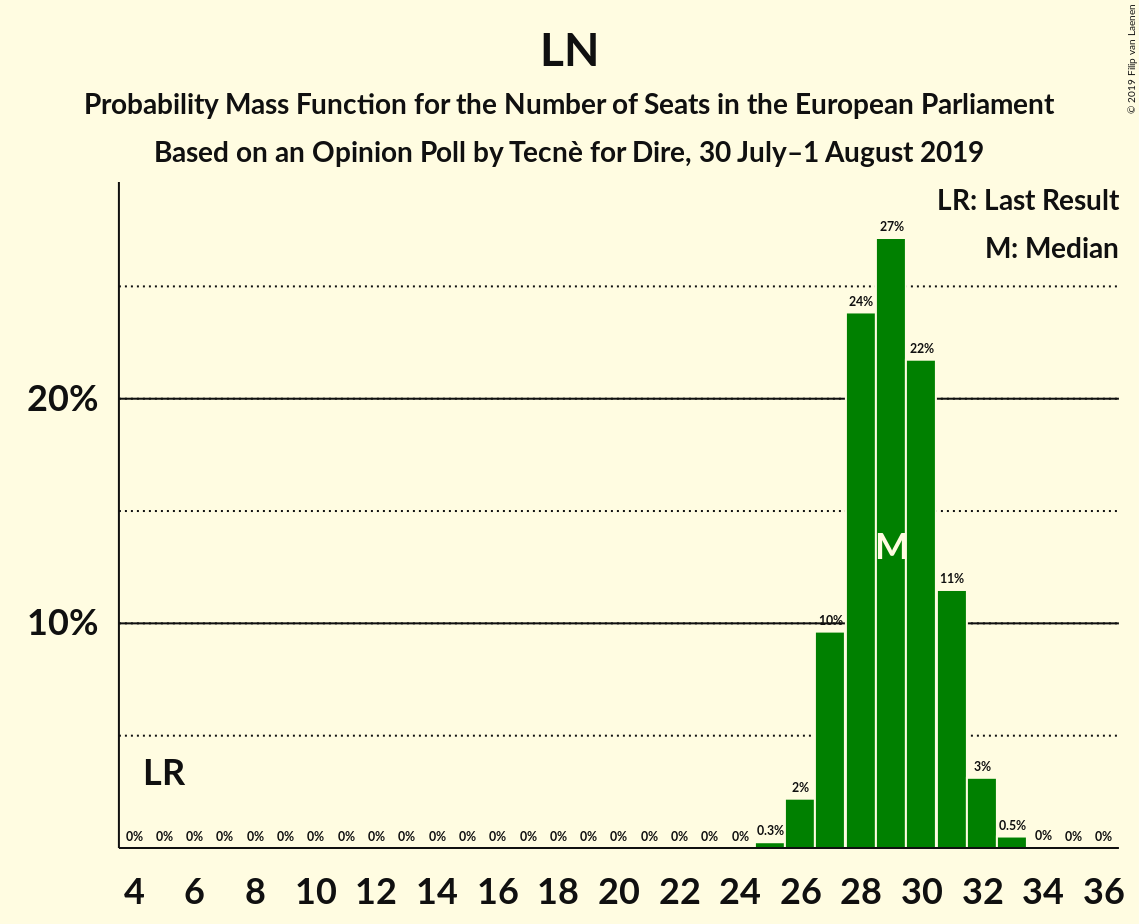 LN
Probability Mass Function for the Number of Seats in the European Parliament
Based on an Opinion Poll by Tecnè for Dire, 30 July–1 August 2019
© 2019 Filip van Laenen
LR: Last Result
M: Median
27%
24%
22%
20%
M
11%
10%
10%
LR
3%
2%
0% 0% 0% 0% 0% 0% 0% 0% 0% 0% 0% 0% 0% 0% 0% 0% 0% 0% 0% 0% 0% 0.3% 0.5% 0% 0% 0%
4 6 8 10 12 14 16 18 20 22 24 26 28 30 32 34 36